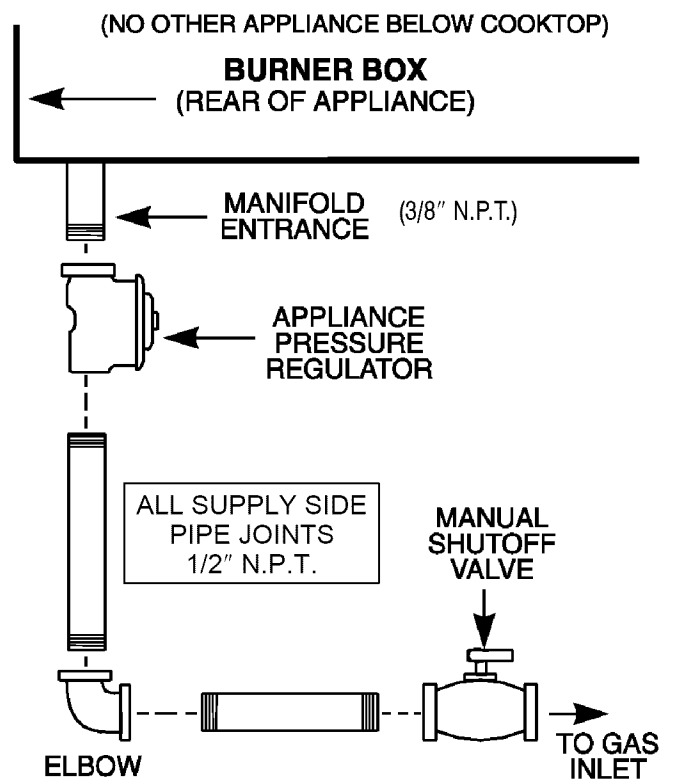 (NO OTHER APPLIANCE BELOW COOKTOP)
BURNER BOX
(REAR OF APPLIANCE)
MANIFOLD
ENTRANCE
(3/8″ N.P.T.)
APPLIANCE
PRESSURE
REGULATOR
ALL SUPPLY SIDE
PIPE JOINTS
1/2″ N.P.T.
MANUAL
SHUTOFF
VALVE
ELBOW
TO GAS
INLET